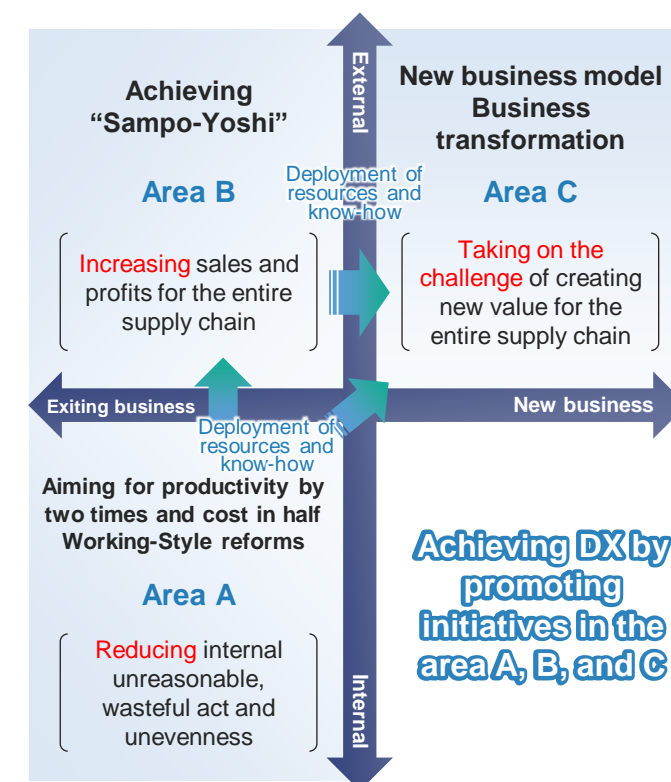 External
Achieving
“Sampo-Yoshi”
Area B
Increasing sales and
profits for the entire
supply chain
New business model
Business
transformation
Area C
Taking on the
challenge of creating
new value for the
entire supply chain
Deployment of
resources and
know-how
Exiting business
New business
Deployment of
resources and
know-how
Aiming for productivity by
two times and cost in half
Working-Style reforms
Area A
Reducing internal
unreasonable,
wasteful act and
unevenness
Achieving DX by
promoting
initiatives in the
area A, B, and C
Internal